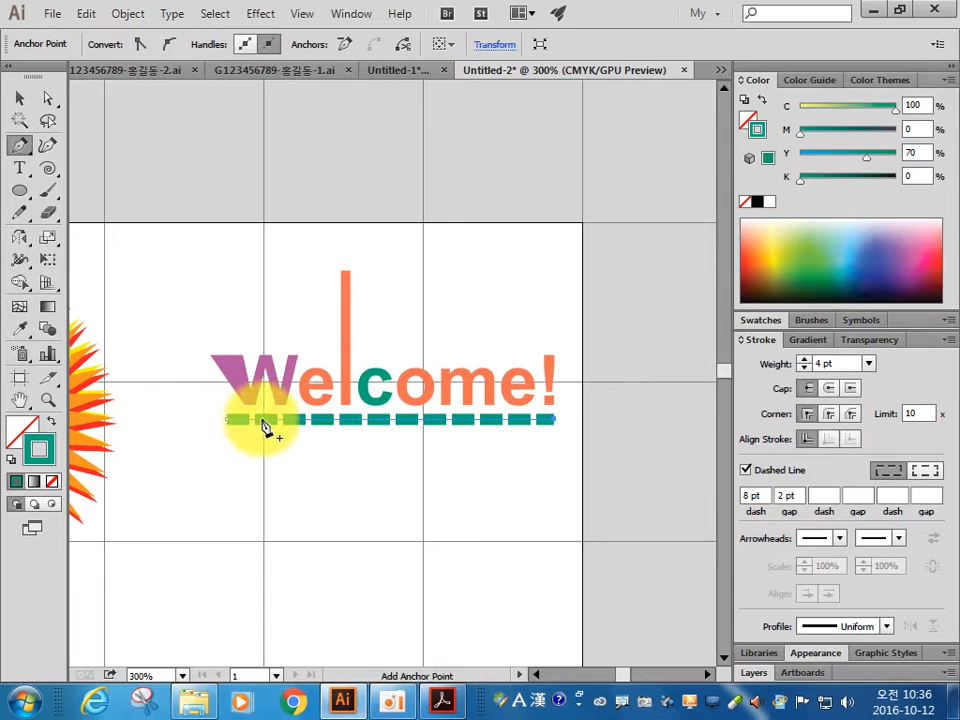 Ai File Edit Object Type Select Effect View Window Help Br St My
Anchor Point Convert: Handles: Anchors: Transform
123456789-홍길동-2.ai × G123456789-홍길동-1.ai × Untitled-1*... × Untitled-2* @ 300% (CMYK/GPU Preview) ×
Color Color Guide Color Themes
C 100 %
M 0 %
Y 70 %
K 0 %
Welcome!
Swatches Brushes Symbols
Stroke Gradient Transparency
Weight: 4 pt
Cap:
Corner: Limit: 10 x
Align Stroke:
Dashed Line
8 pt 2 pt
dash gap dash gap dash gap
Arrowheads:
Scale: 100% 100%
Align:
Profile: Uniform
Libraries Appearance Graphic Styles
Layers Artboards
300% 1 Add Anchor Point
Ai A 漢 ?
오전 10:36
2016-10-12